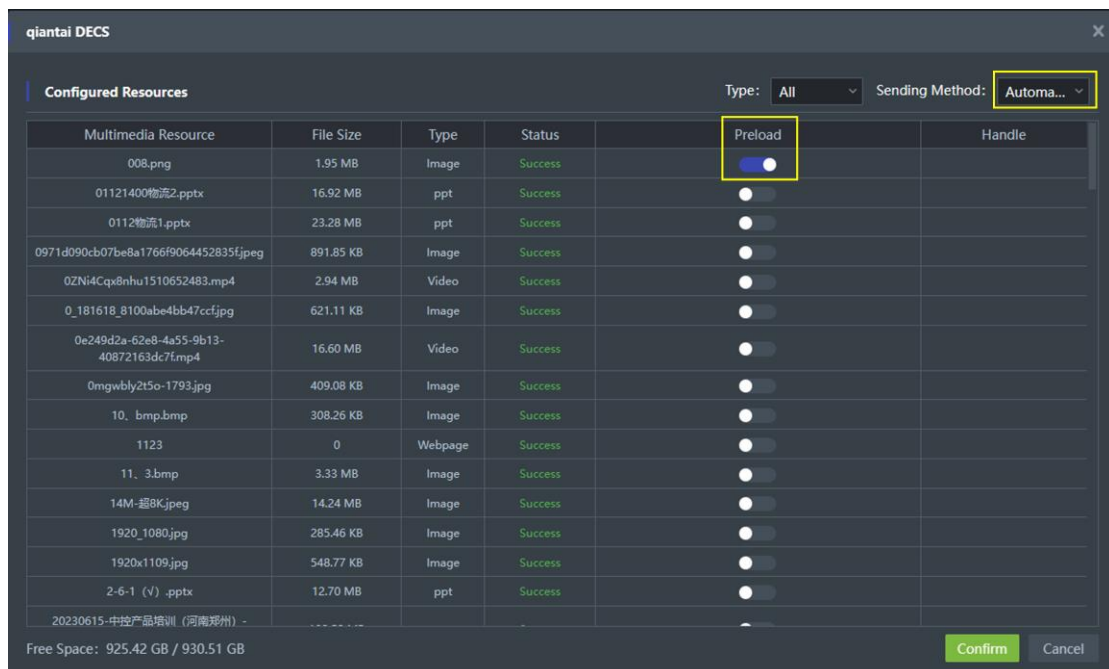 qiantai DECS
Configured Resources Type: All Sending Method: Automa...
Multimedia Resource File Size Type Status Preload Handle
008.png 1.95 MB Image Success
01121400物流2.pptx 16.92 MB ppt Success
0112物流1.pptx 23.28 MB ppt Success
0971d090cb07be8a1766f9064452835f.jpeg 891.85 KB Image Success
0ZNi4Cqx8nhu1510652483.mp4 2.94 MB Video Success
0_181618_8100abe4bb47ccf.jpg 621.11 KB Image Success
0e249d2a-62e8-4a55-9b13-
40872163dc7f.mp4 16.60 MB Video Success
0mgwbly2t5o-1793.jpg 409.08 KB Image Success
10、bmp.bmp 308.26 KB Image Success
1123 0 Webpage Success
11、3.bmp 3.33 MB Image Success
14M-超8K.jpeg 14.24 MB Image Success
1920_1080.jpg 285.46 KB Image Success
1920x1109.jpg 548.77 KB Image Success
2-6-1（√）.pptx 12.70 MB ppt Success
20230615-中控产品培训（河南郑州）-
Free Space: 925.42 GB / 930.51 GB Confirm Cancel